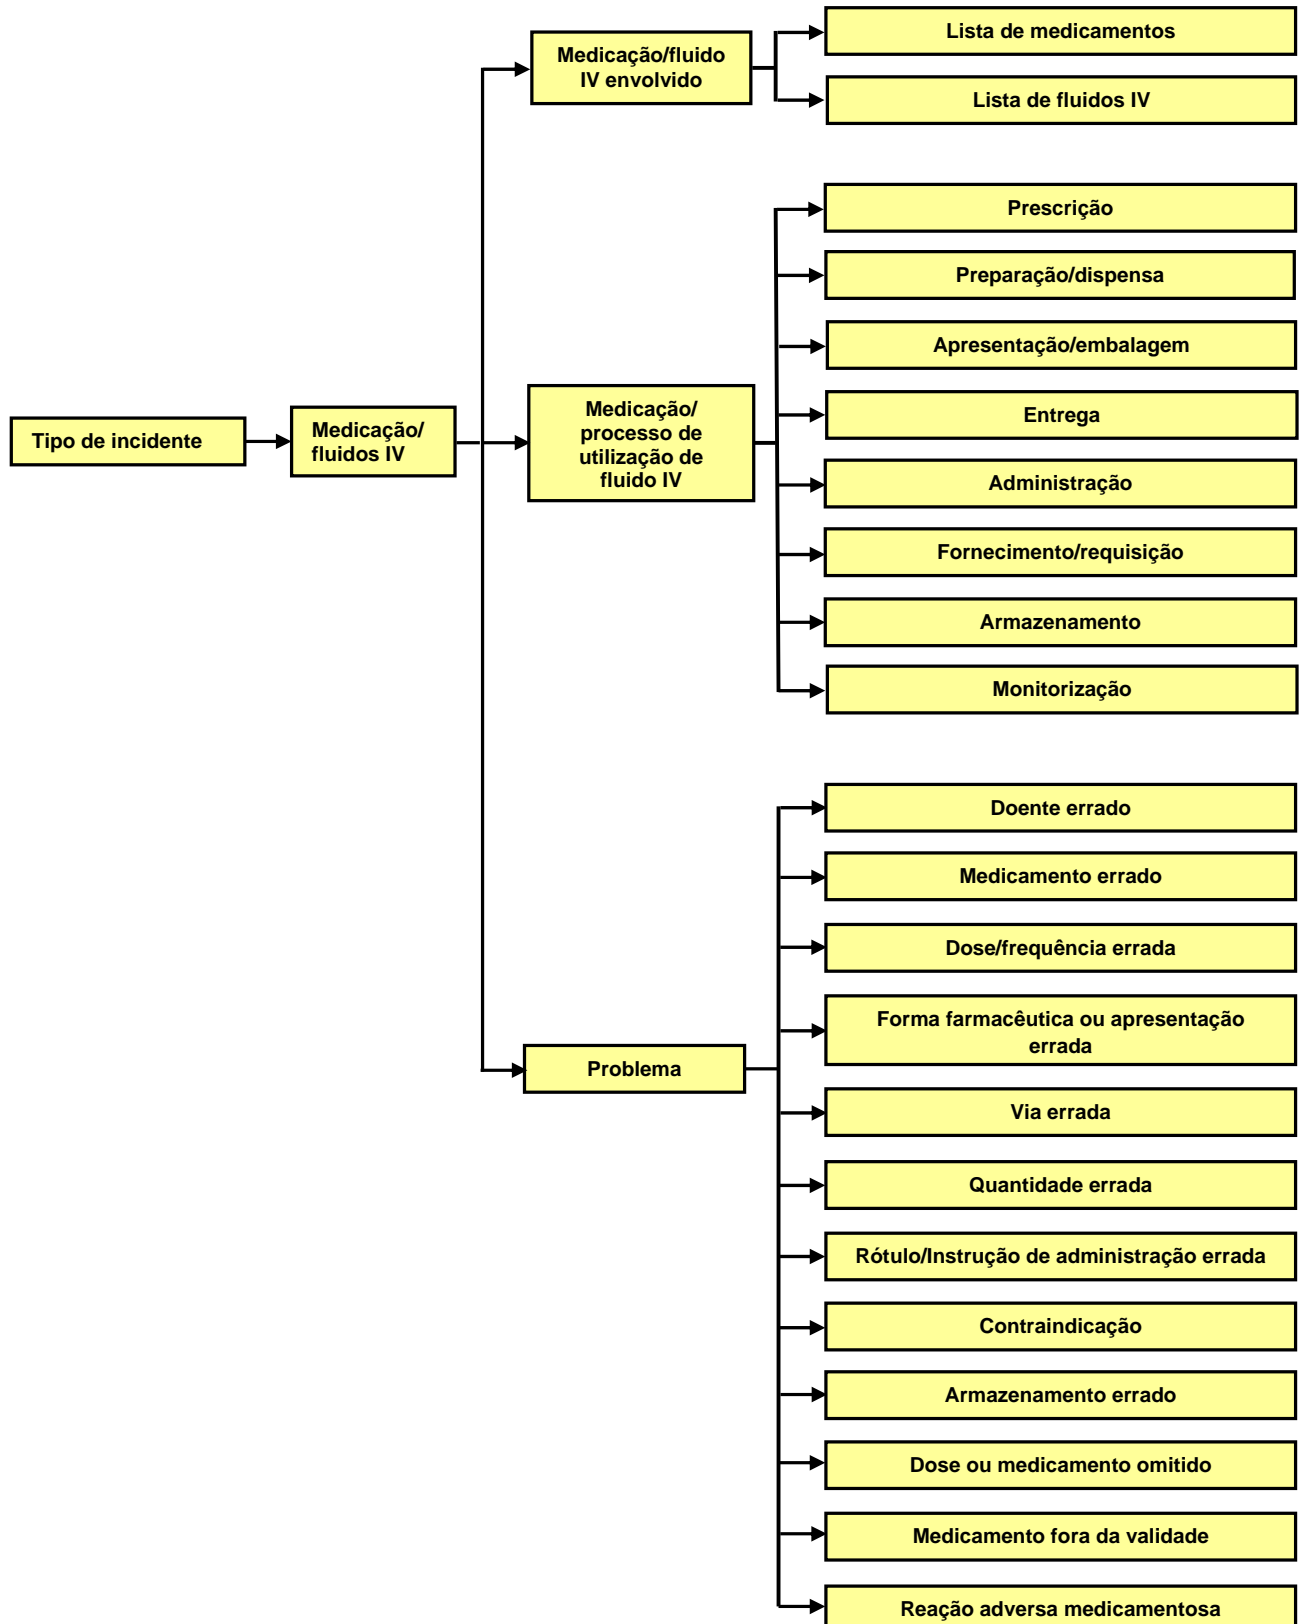 Tipo de incidente
Medicação/
fluidos IV
Medicação/fluido
IV envolvido
Lista de medicamentos
Lista de fluidos IV
Medicação/
processo de
utilização de
fluido IV
Prescrição
Preparação/dispensa
Apresentação/embalagem
Entrega
Administração
Fornecimento/requisição
Armazenamento
Monitorização
Problema
Doente errado
Medicamento errado
Dose/frequência errada
Forma farmacêutica ou apresentação
errada
Via errada
Quantidade errada
Rótulo/Instrução de administração errada
Contraindicação
Armazenamento errado
Dose ou medicamento omitido
Medicamento fora da validade
Reação adversa medicamentosa